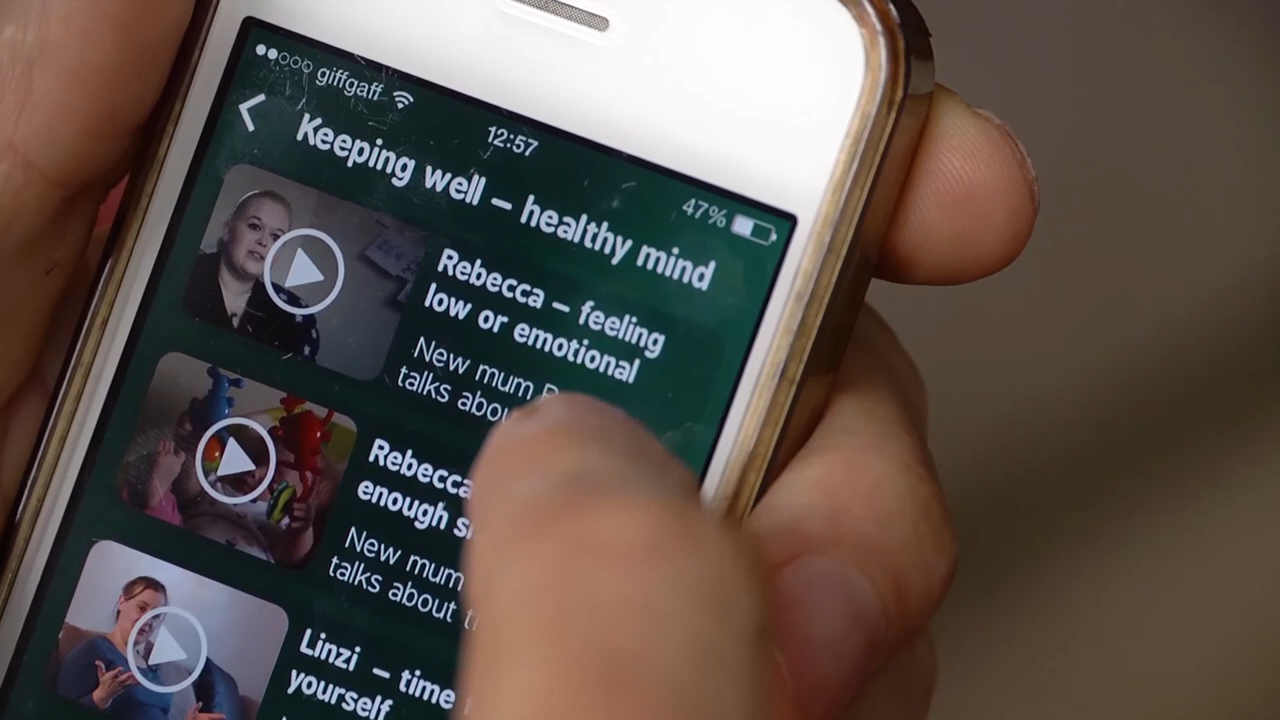 giffgaff
12:57
47%
Keeping well – healthy mind
Rebecca – feeling
low or emotional
New mum
talks about
Rebecca
enough
New mum
talks about
Linzi – time
yourself